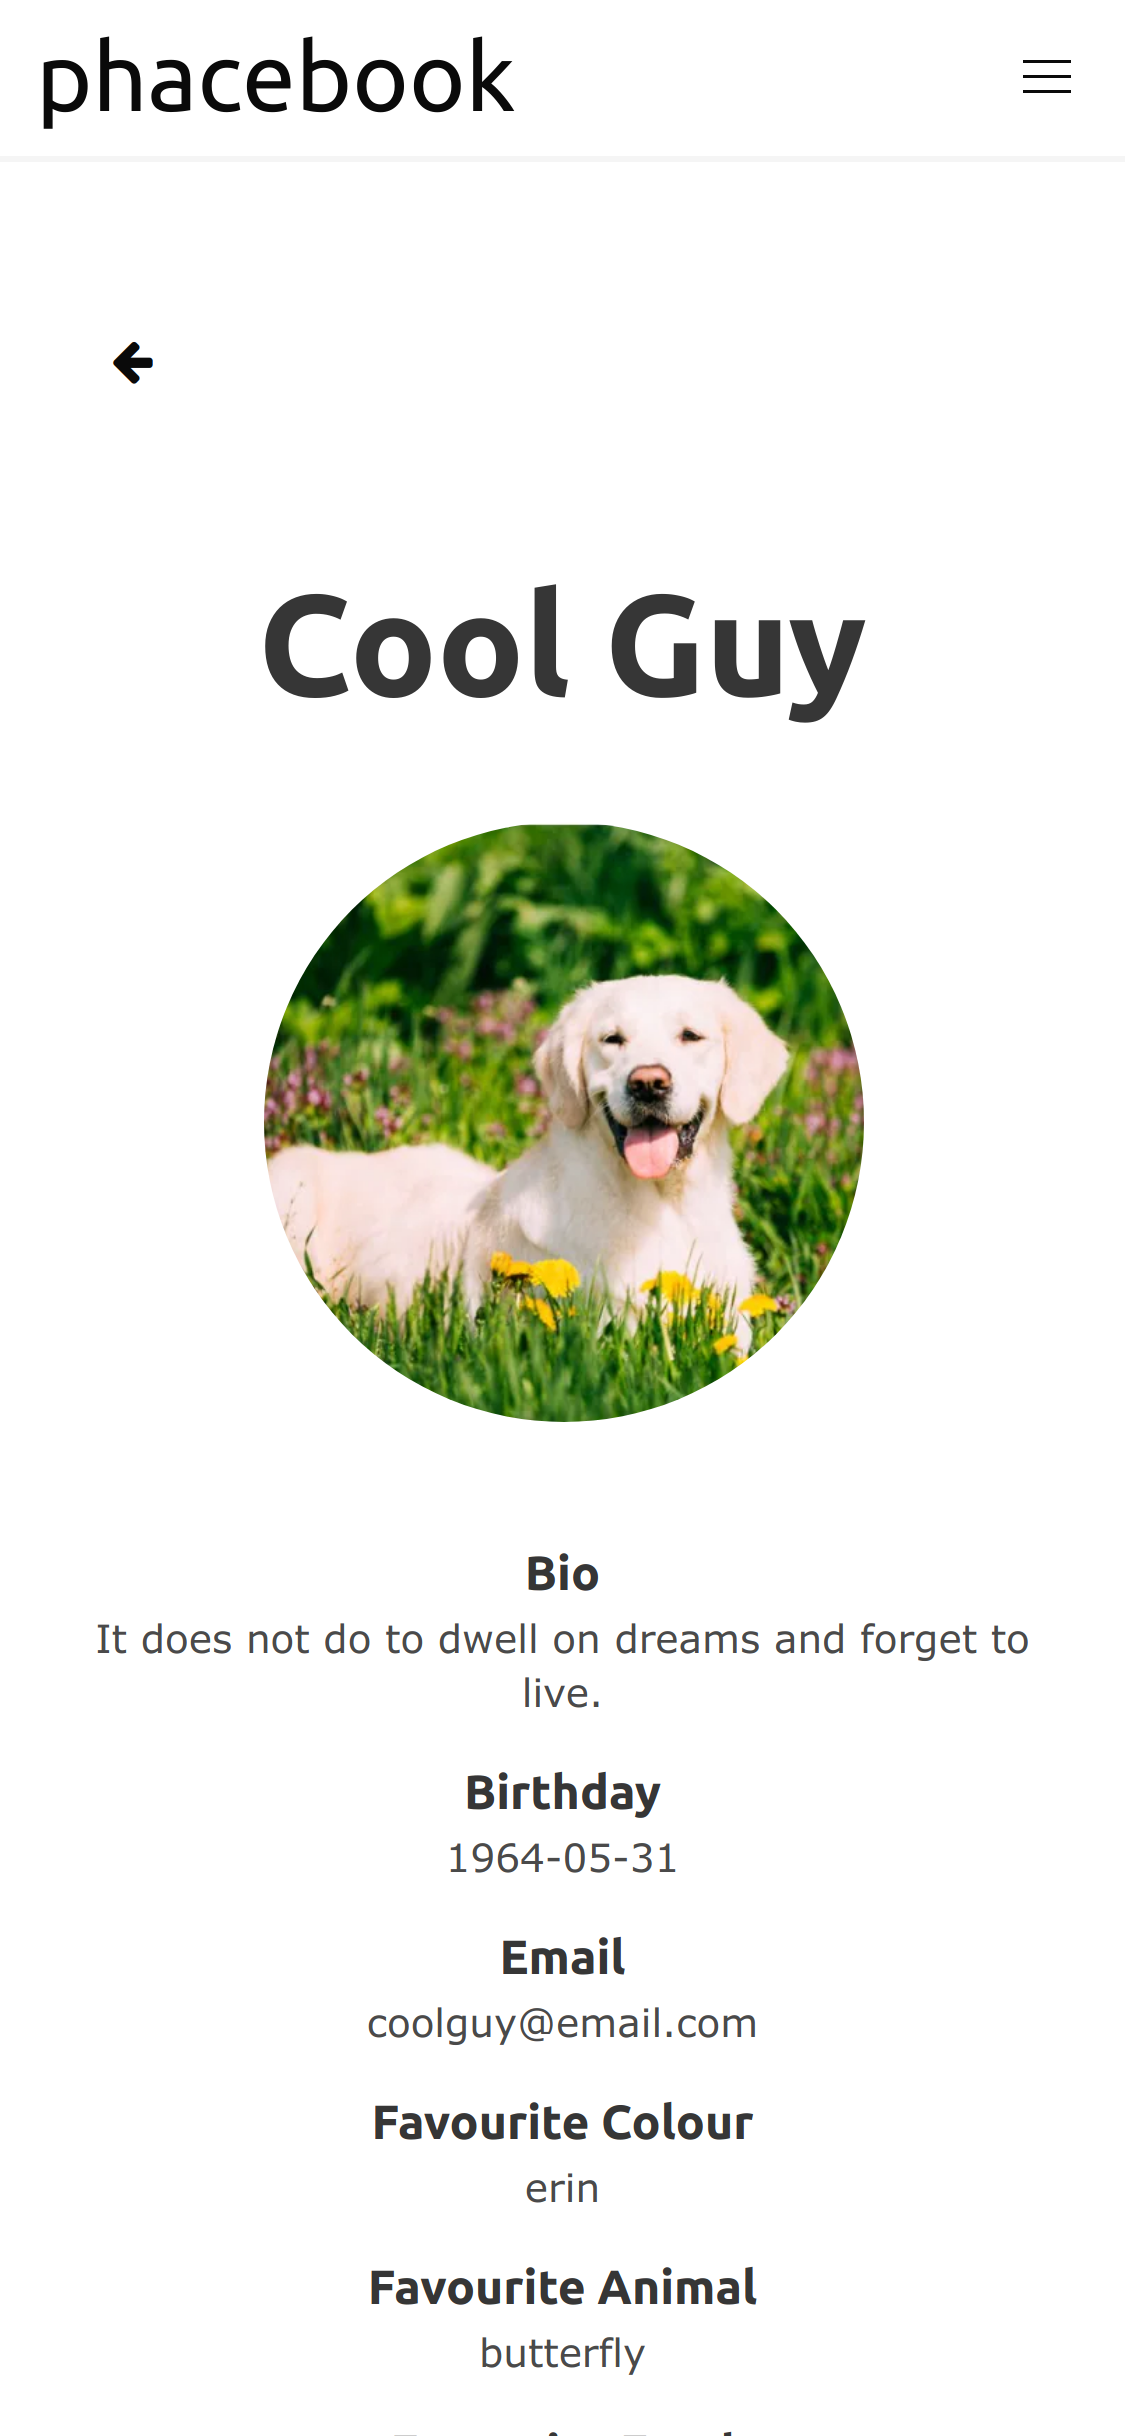 phacebook
Cool Guy
Bio
It does not do to dwell on dreams and forget to
live.
Birthday
1964-05-31
Email
coolguy@email.com
Favourite Colour
erin
Favourite Animal
butterfly